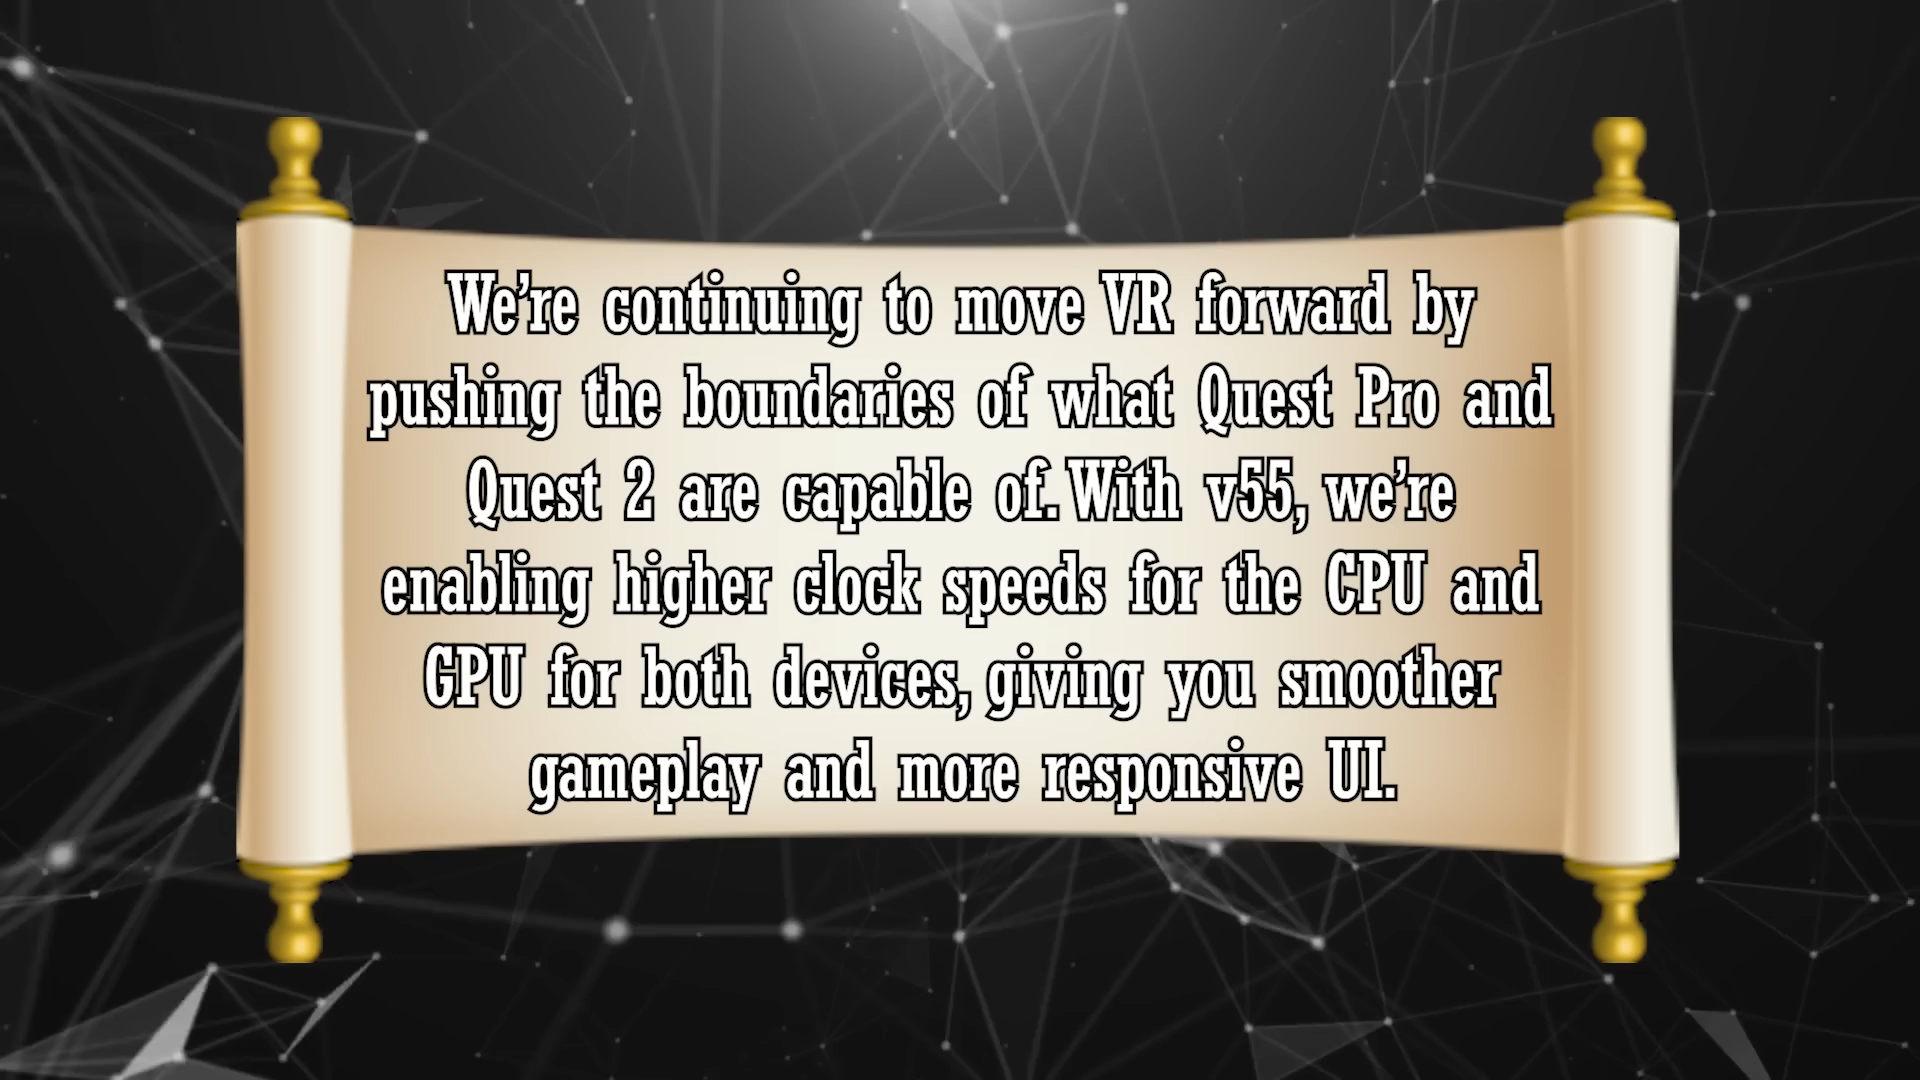 We’re continuing to move VR forward by
pushing the boundaries of what Quest Pro and
Quest 2 are capable of. With v55, we’re
enabling higher clock speeds for the CPU and
GPU for both devices, giving you smoother
gameplay and more responsive UI.